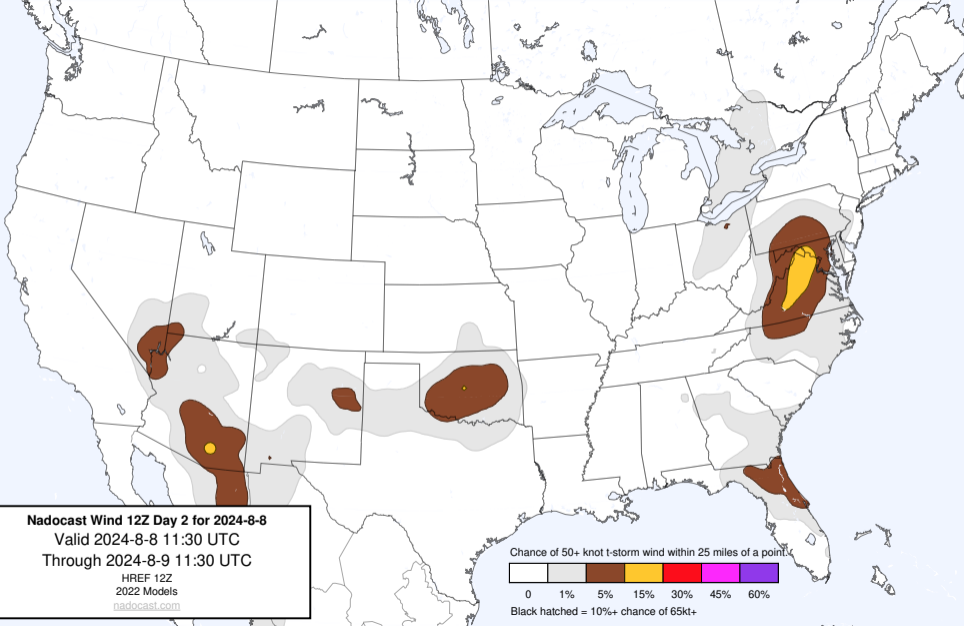 Nadocast Wind 12Z Day 2 for 2024-8-8
Valid 2024-8-8 11:30 UTC
Through 2024-8-9 11:30 UTC
HREF 12Z
2022 Models
nadocast.com
Chance of 50+ knot t-storm wind within 25 miles of a point.
0 1% 5% 15% 30% 45% 60%
Black hatched = 10%+ chance of 65kt+